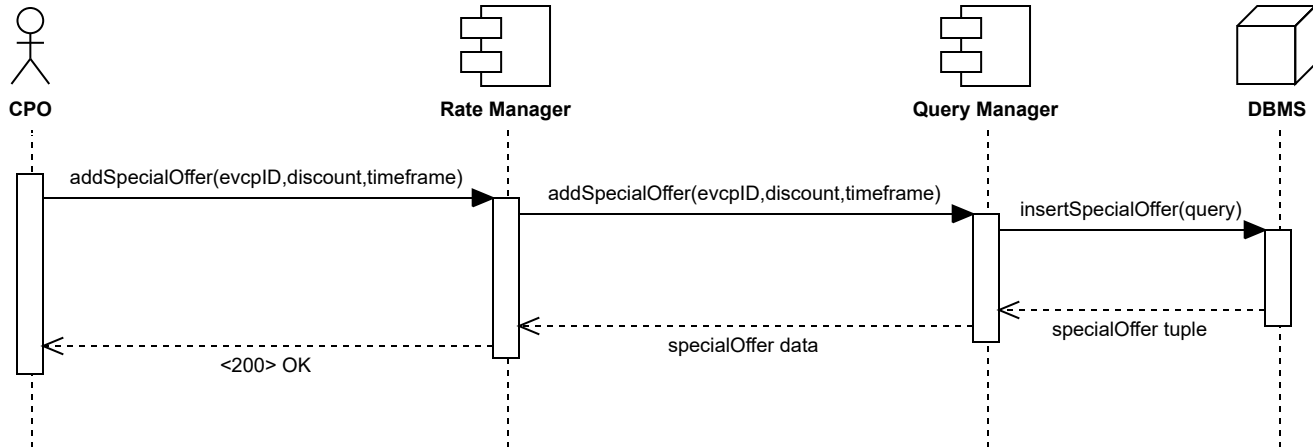 CPO
Rate Manager
Query Manager
DBMS
addSpecialOffer(evcpID,discount,timeframe)
addSpecialOffer(evcpID,discount,timeframe)
insertSpecialOffer(query)
specialOffer tuple
specialOffer data
<200> OK